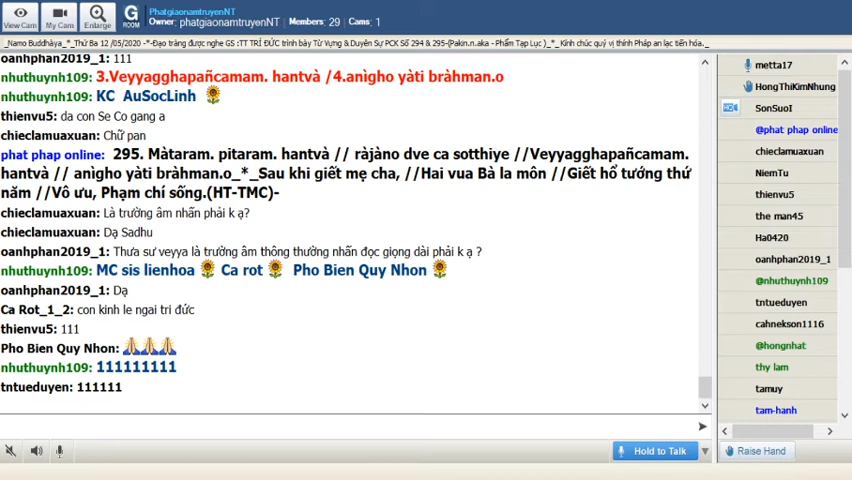 View Cam
My Cam
Enlarge
G ROOM
PhatgiaonamtruyenNT
Owner: phatgiaonamtruyenNT | Members: 29 | Cams: 1
_Namo Buddhàya_*_Thứ Ba 12 /05/2020 -*-Đạo tràng được nghe GS :TT TRÍ ĐỨC trình bày Từ Vựng &Duyên Sự PCK Số 294 & 295-(Pakin.n.aka - Phẩm Tạp Lục )_*_ Kính chúc quý vị thính Pháp an lạc tiến hóa._
oanhphan2019_1: 111
nhuthuynh109: 3.Veyyagghapañcamam. hantvà /4.anìgho yàti bràhman.o
nhuthuynh109: KC AuSocLinh
thienvu5: da con Se Co gang a
chieclamuaxuan: Chữ pan
phat phap online: 295. Màtaram. pitaram. hantvà // ràjàno dve ca sotthiye //Veyyagghapañcamam.
hantvà // anìgho yàti bràhman.o_*_Sau khi giết mẹ cha, //Hai vua Bà la môn //Giết hổ tướng thứ
năm //Vô ưu, Phạm chí sống.(HT-TMC)-
chieclamuaxuan: Là trường âm nhấn phải k ạ?
chieclamuaxuan: Dạ Sadhu
oanhphan2019_1: Thưa sư veyya là trường âm thông thường nhấn đọc giọng dài phải k ạ ?
nhuthuynh109: MC sis lienhoa Ca rot Pho Bien Quy Nhon
oanhphan2019_1: Dạ
Ca Rot_1_2: con kinh le ngai tri đức
thienvu5: 111
Pho Bien Quy Nhon:
nhuthuynh109: 111111111
tntueduyen: 111111
Hold to Talk
metta17
HongThiKimNhung
SonSuoI
@phat phap online
chieclamuaxuan
NiemTu
thienvu5
the man45
Ha0420
oanhphan2019_1
@nhuthuynh109
tntueduyen
cahnekson1116
@hongnhat
thy lam
tamuy
tam-hanh
Raise Hand